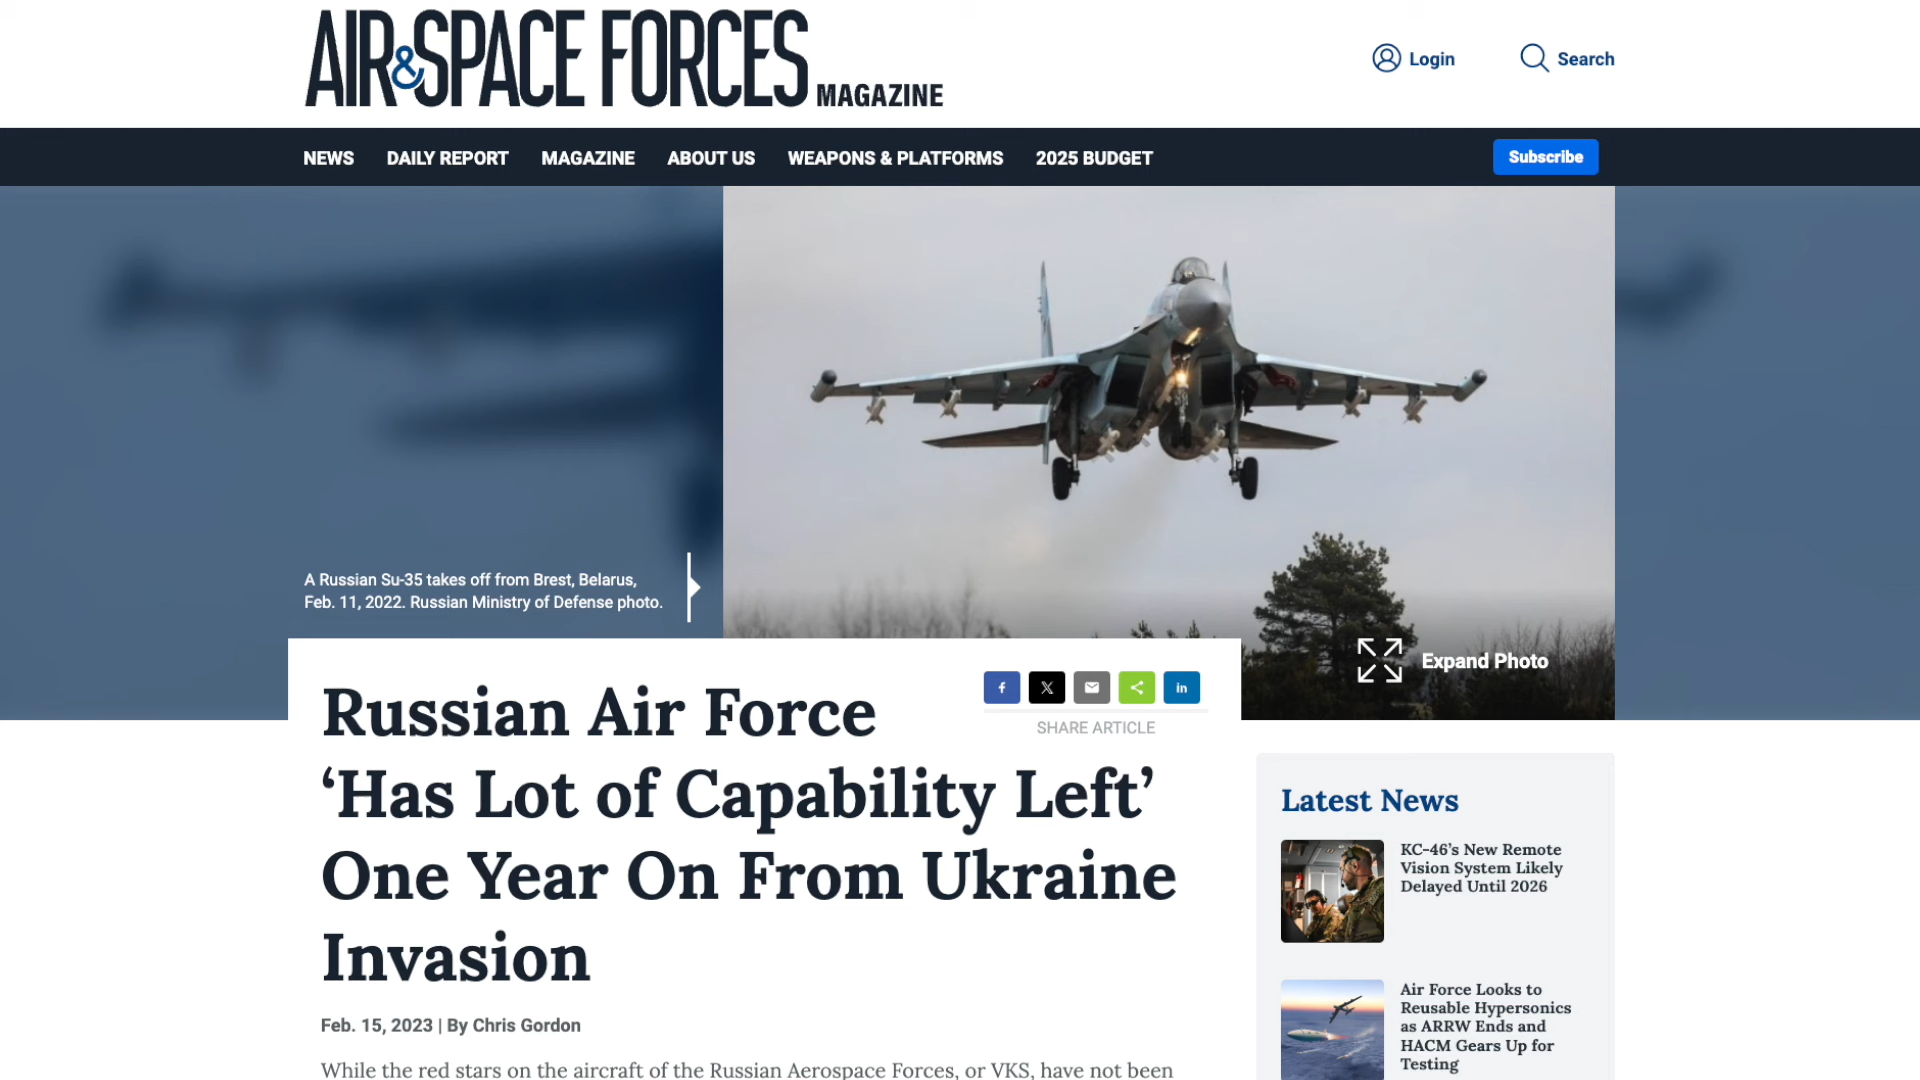 AIR&SPACE FORCES MAGAZINE
Login
Search
NEWS
DAILY REPORT
MAGAZINE
ABOUT US
WEAPONS & PLATFORMS
2025 BUDGET
Subscribe
A Russian Su-35 takes off from Brest, Belarus,
Feb. 11, 2022. Russian Ministry of Defense photo.
Expand Photo
SHARE ARTICLE
Russian Air Force
‘Has Lot of Capability Left’
One Year On From Ukraine
Invasion
Feb. 15, 2023 | By Chris Gordon
While the red stars on the aircraft of the Russian Aerospace Forces, or VKS, have not been
Latest News
KC-46’s New Remote
Vision System Likely
Delayed Until 2026
Air Force Looks to
Reusable Hypersonics
as ARRW Ends and
HACM Gears Up for
Testing